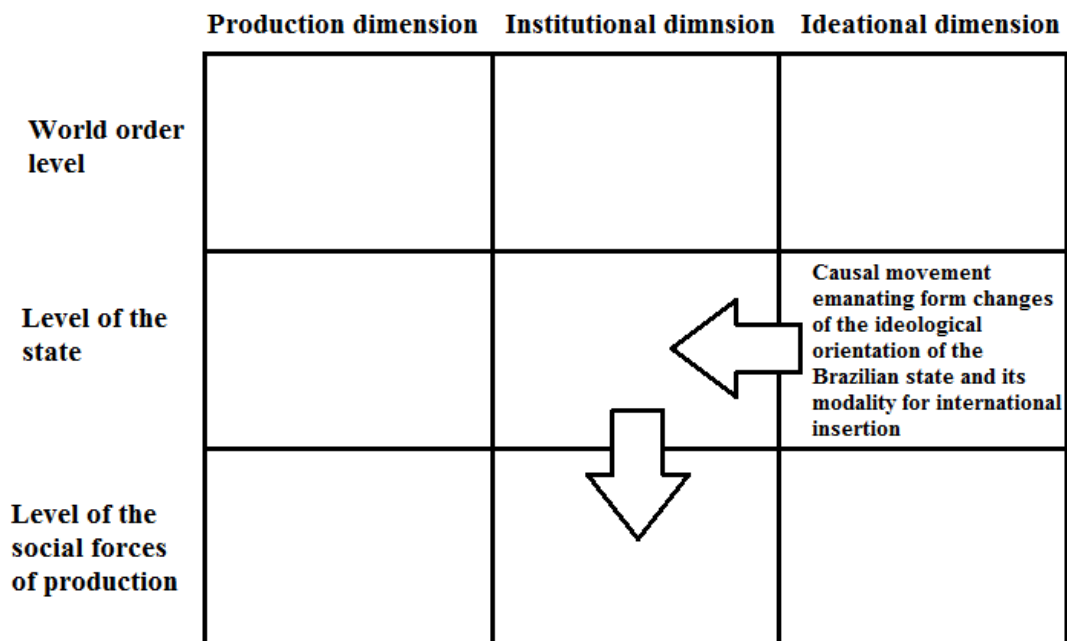 Production dimension Institutional dimnsion Ideational dimension
World order
level
Level of the
state
Causal movement
emanating form changes
of the ideological
orientation of the
Brazilian state and its
modality for international
insertion
Level of the
social forces
of production